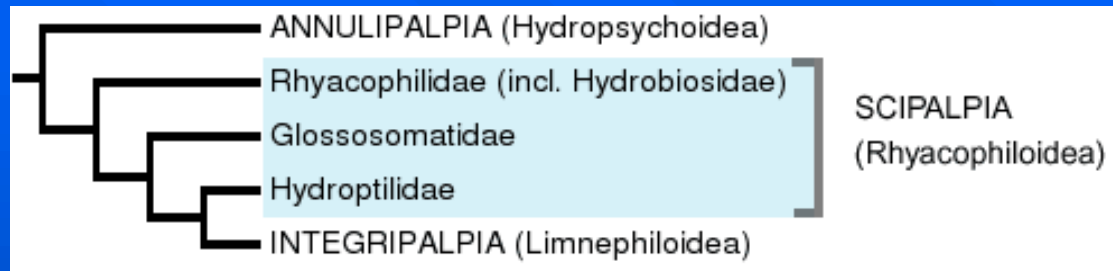 ANNULIPALPIA (Hydropsychoidea)
Rhyacophilidae (incl. Hydrobiosidae)
Glossosomatidae
Hydroptilidae
INTEGRIPALPIA (Limnephiloidea)
SCIPALPIA
(Rhyacophiloidea)